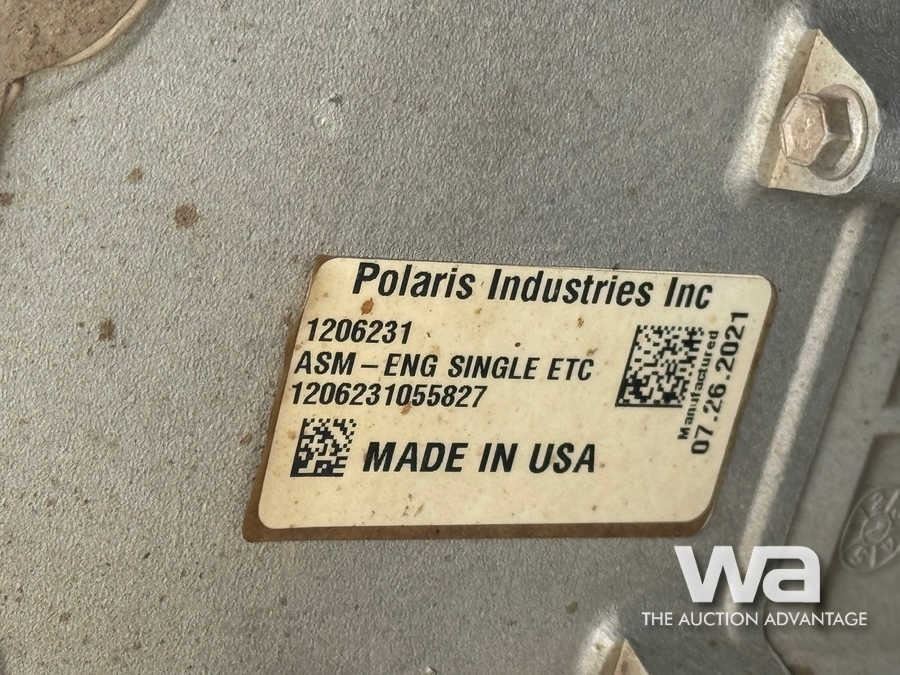 Polaris Industries Inc
1206231
ASM – ENG SINGLE ETC
1206231055827
MADE IN USA
Manufactured
07.26.2021
wa
THE AUCTION ADVANTAGE